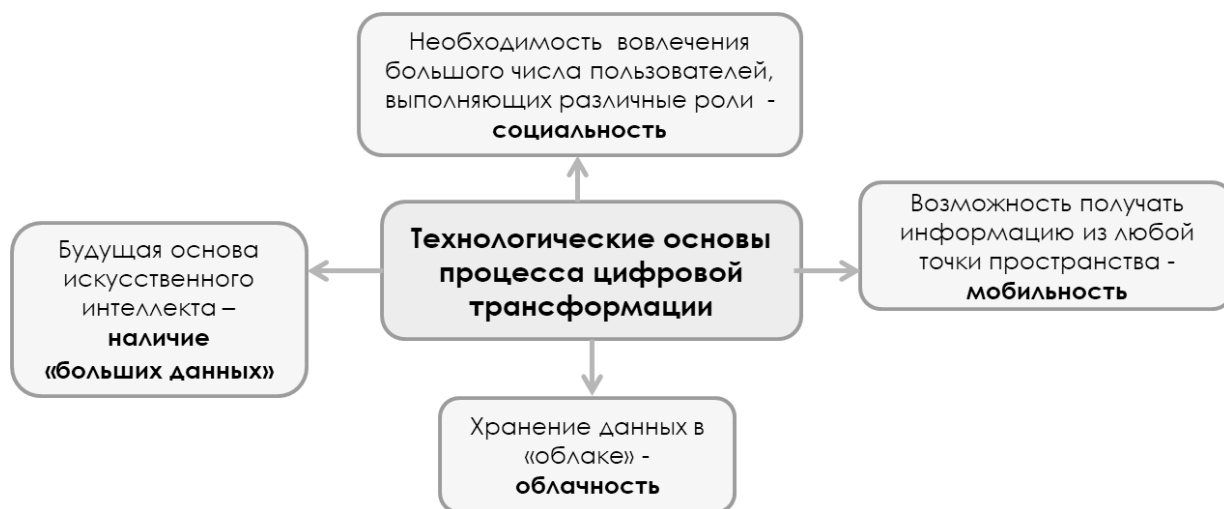 Необходимость вовлечения
большого числа пользователей,
выполняющих различные роли -
социальность
Технологические основы
процесса цифровой
трансформации
Возможность получать
информацию из любой
точки пространства -
мобильность
Будущая основа
искусственного
интеллекта –
наличие
«больших данных»
Хранение данных в
«облаке» -
облачность